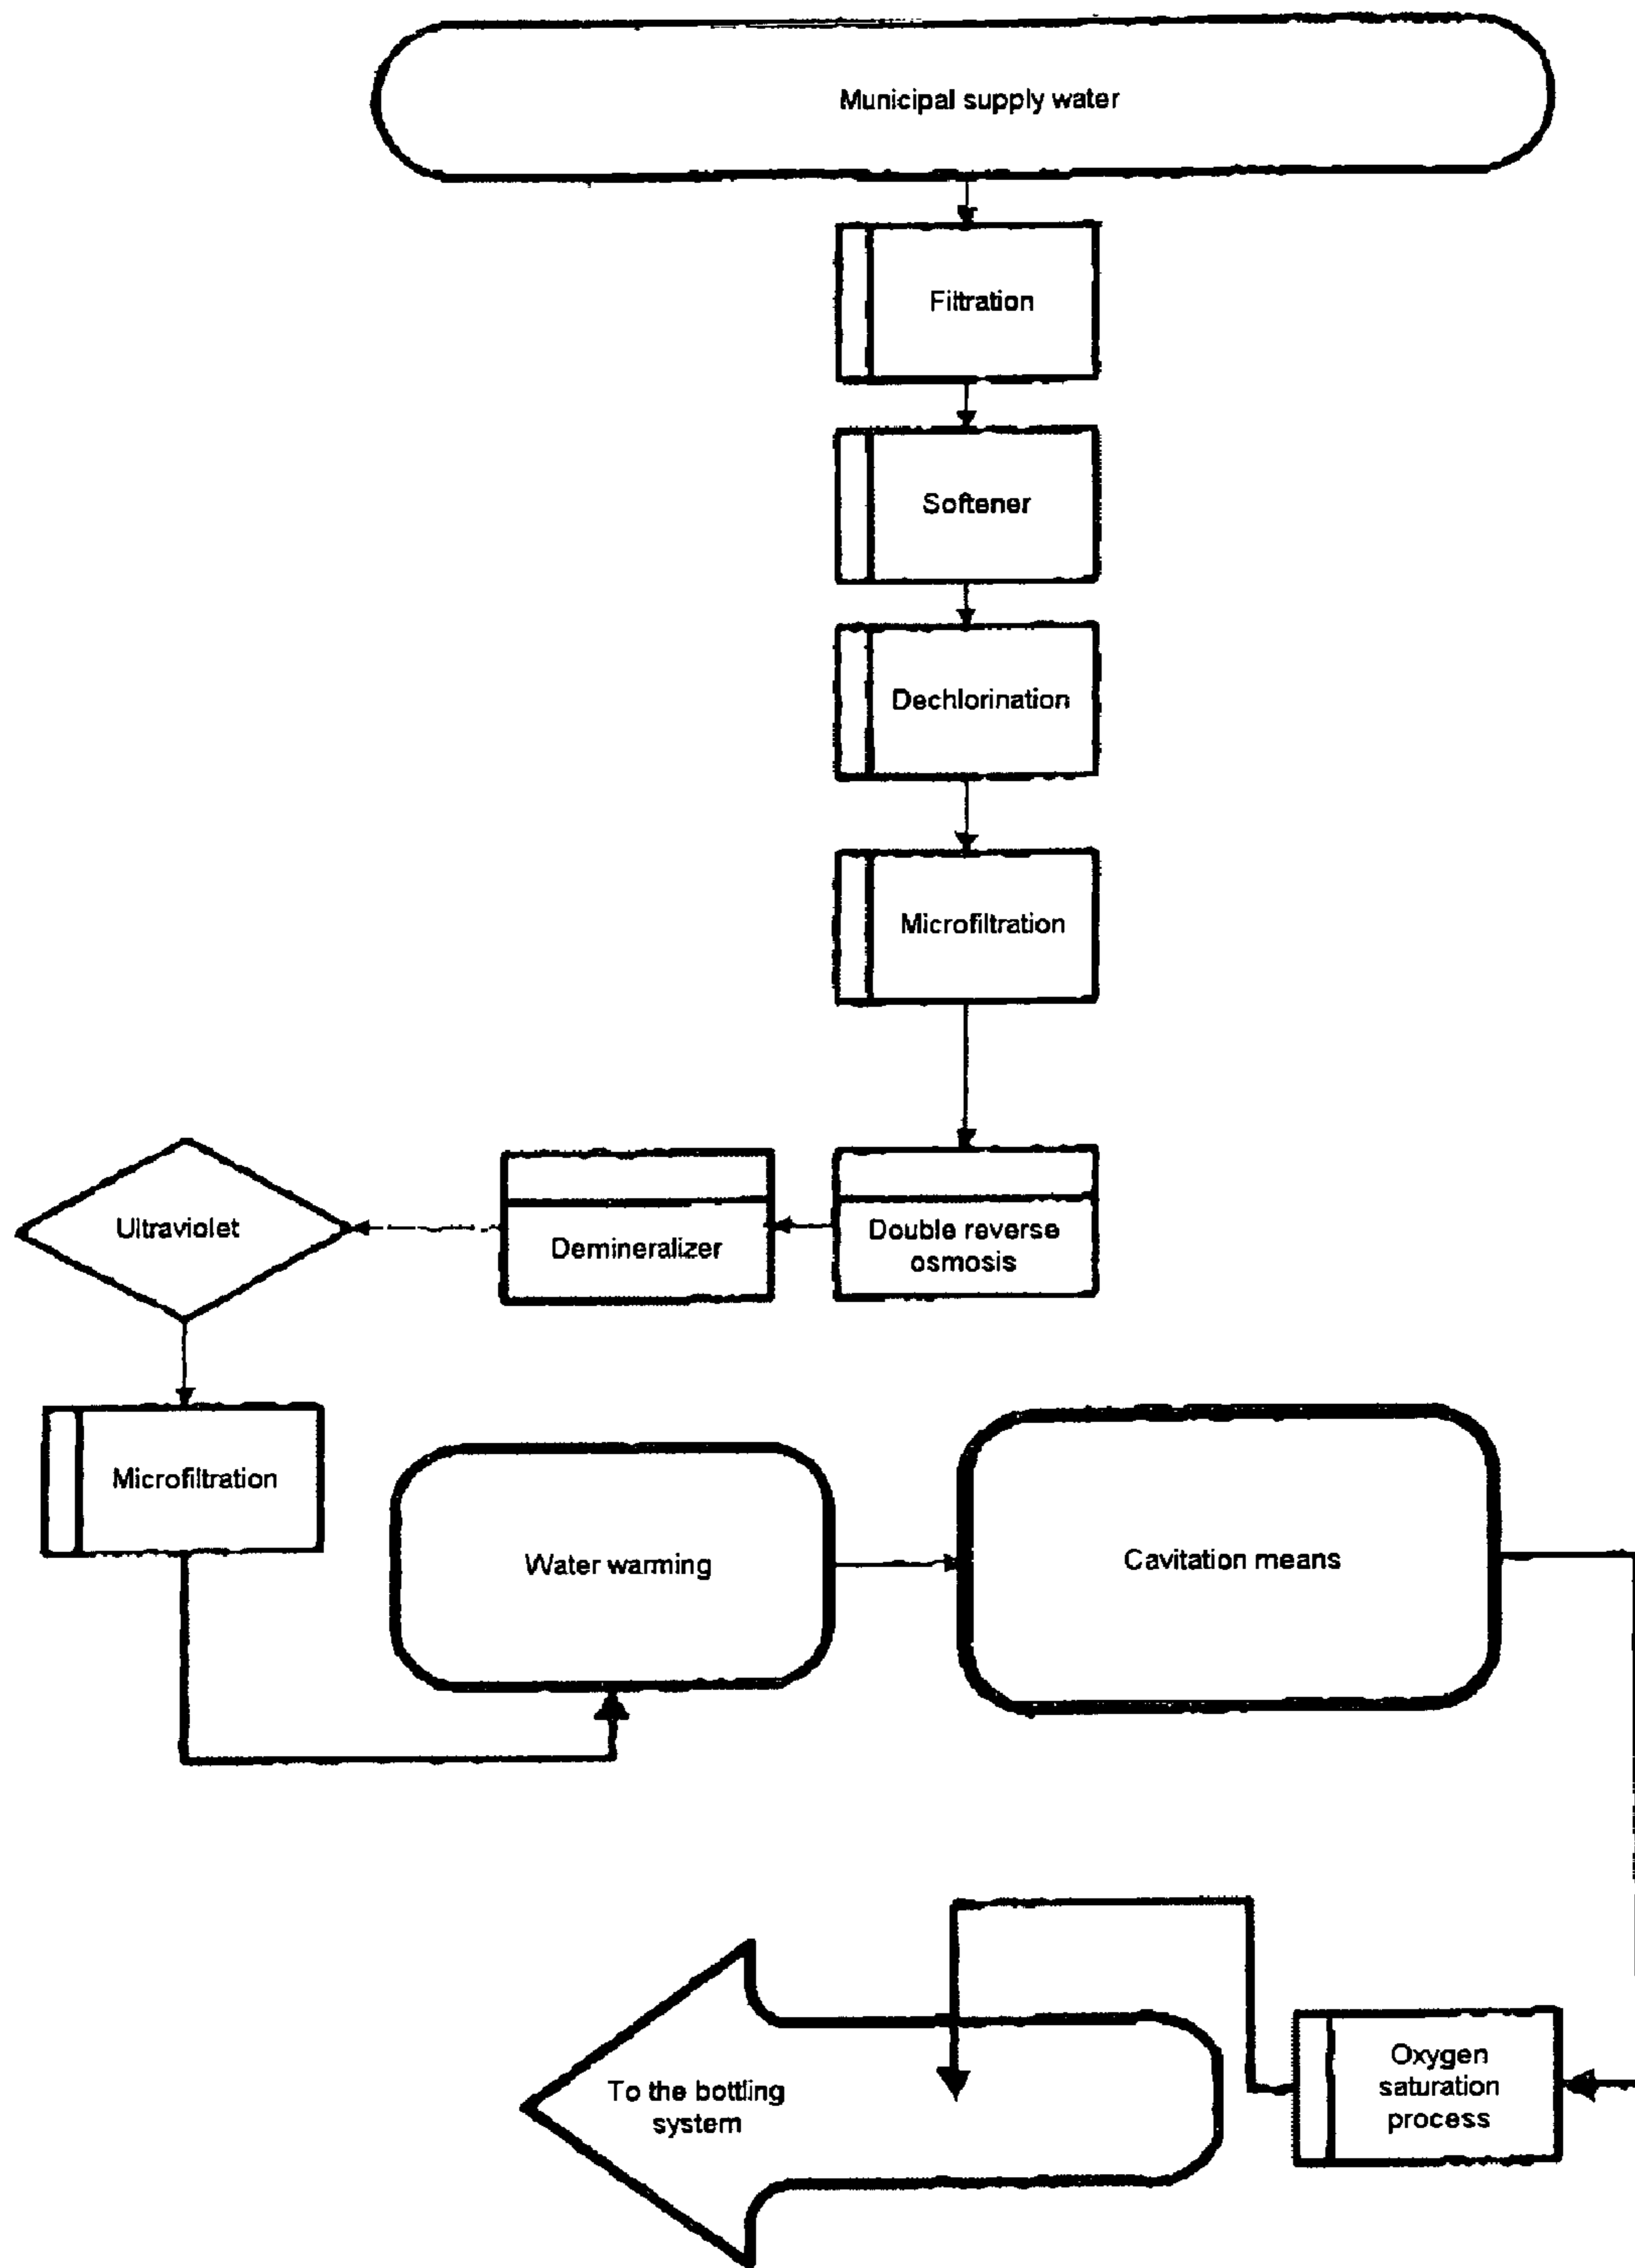 Municipal supply water
Filtration
Softener
Dechlorination
Microfiltration
Double reverse
osmosis
Demineralizer
Ultraviolet
Microfiltration
Water warming
Cavitation means
Oxygen
saturation
process
To the bottling
system